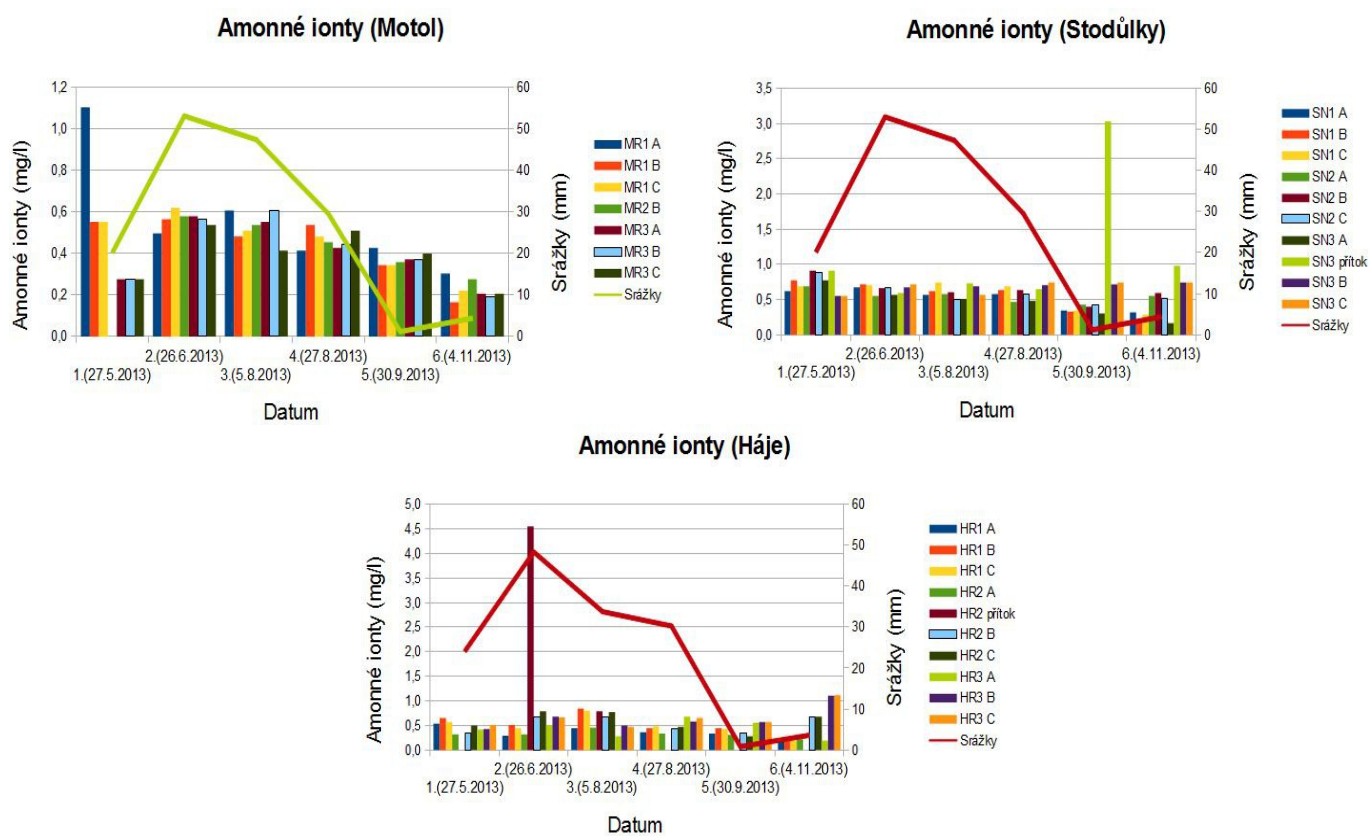 Amonné ionty (Motol)
Amonné ionty (mg/l)
1,2
1,0
0,8
0,6
0,4
0,2
0,0
60
50
40
30
20
10
0
Srážky (mm)
2.(26.6.2013)
4.(27.8.2013)
6.(4.11.2013)
1.(27.5.2013)
3.(5.8.2013)
5.(30.9.2013)
Datum
MR1 A
MR1 B
MR1 C
MR2 B
MR3 A
MR3 B
MR3 C
Srážky
Amonné ionty (Stodůlky)
Amonné ionty (mg/l)
3,5
3,0
2,5
2,0
1,5
1,0
0,5
0,0
60
50
40
30
20
10
0
Srážky (mm)
2.(26.6.2013)
4.(27.8.2013)
6.(4.11.2013)
1.(27.5.2013)
3.(5.8.2013)
5.(30.9.2013)
Datum
SN1 A
SN1 B
SN1 C
SN2 A
SN2 B
SN2 C
SN3 A
SN3 přítok
SN3 B
SN3 C
Srážky
Amonné ionty (Háje)
Amonné ionty (mg/l)
5,0
4,5
4,0
3,5
3,0
2,5
2,0
1,5
1,0
0,5
0,0
60
50
40
30
20
10
0
Srážky (mm)
2.(26.6.2013)
4.(27.8.2013)
6.(4.11.2013)
1.(27.5.2013)
3.(5.8.2013)
5.(30.9.2013)
Datum
HR1 A
HR1 B
HR1 C
HR2 A
HR2 přítok
HR2 B
HR2 C
HR3 A
HR3 B
HR3 C
Srážky